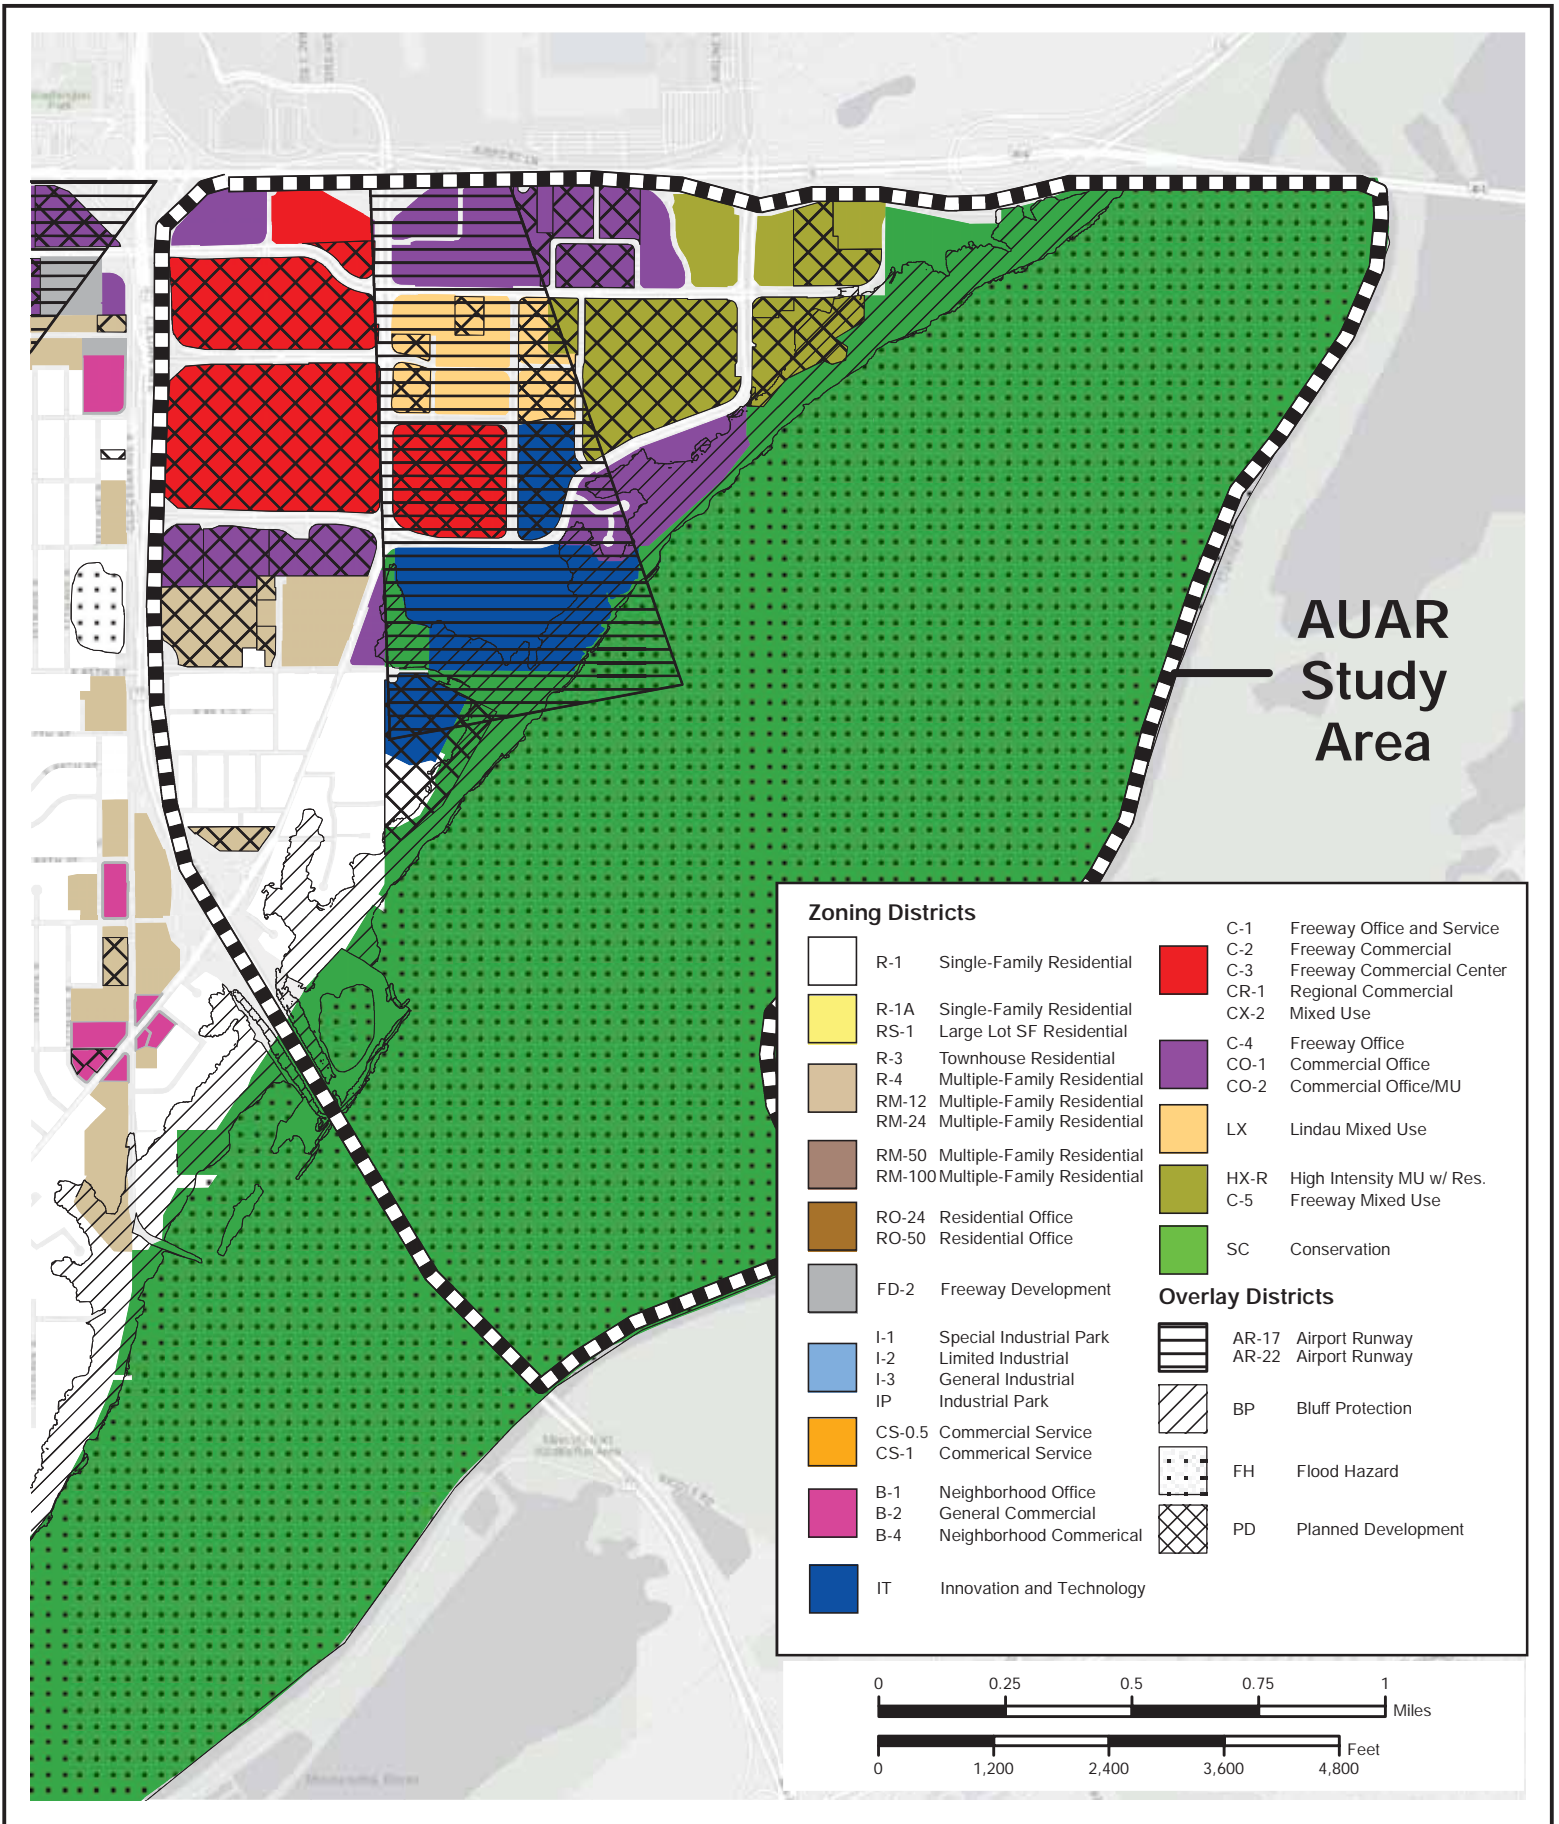 AUAR
Study
Area
Zoning Districts
R-1 Single-Family Residential
R-1A Single-Family Residential
RS-1 Large Lot SF Residential
R-3 Townhouse Residential
R-4 Multiple-Family Residential
RM-12 Multiple-Family Residential
RM-24 Multiple-Family Residential
RM-50 Multiple-Family Residential
RM-100 Multiple-Family Residential
RO-24 Residential Office
RO-50 Residential Office
FD-2 Freeway Development
I-1 Special Industrial Park
I-2 Limited Industrial
I-3 General Industrial
IP Industrial Park
CS-0.5 Commercial Service
CS-1 Commerical Service
B-1 Neighborhood Office
B-2 General Commercial
B-4 Neighborhood Commerical
IT Innovation and Technology
C-1 Freeway Office and Service
C-2 Freeway Commercial
C-3 Freeway Commercial Center
CR-1 Regional Commercial
CX-2 Mixed Use
C-4 Freeway Office
CO-1 Commercial Office
CO-2 Commercial Office/MU
LX Lindau Mixed Use
HX-R High Intensity MU w/ Res.
C-5 Freeway Mixed Use
SC Conservation
Overlay Districts
AR-17 Airport Runway
AR-22 Airport Runway
BP Bluff Protection
FH Flood Hazard
PD Planned Development
0 0.25 0.5 0.75 1
Miles
Feet
0 1,200 2,400 3,600 4,800
Minnesota River